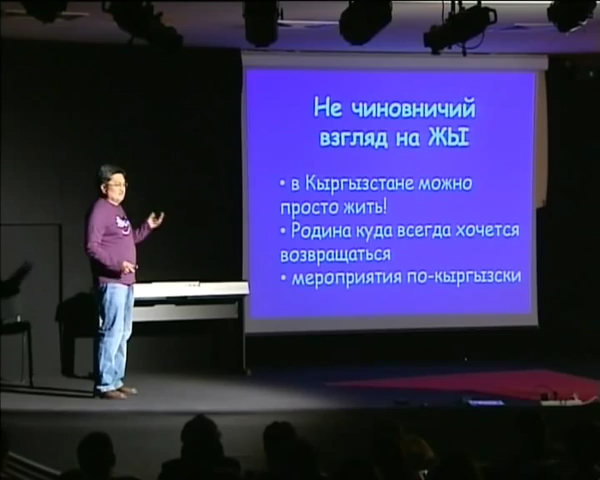 Не чиновничий
взгляд на ЖЫ
• в Кыргызстане можно
просто жить!
• Родина куда всегда хочется
возвращаться
• мероприятия по-кыргызски